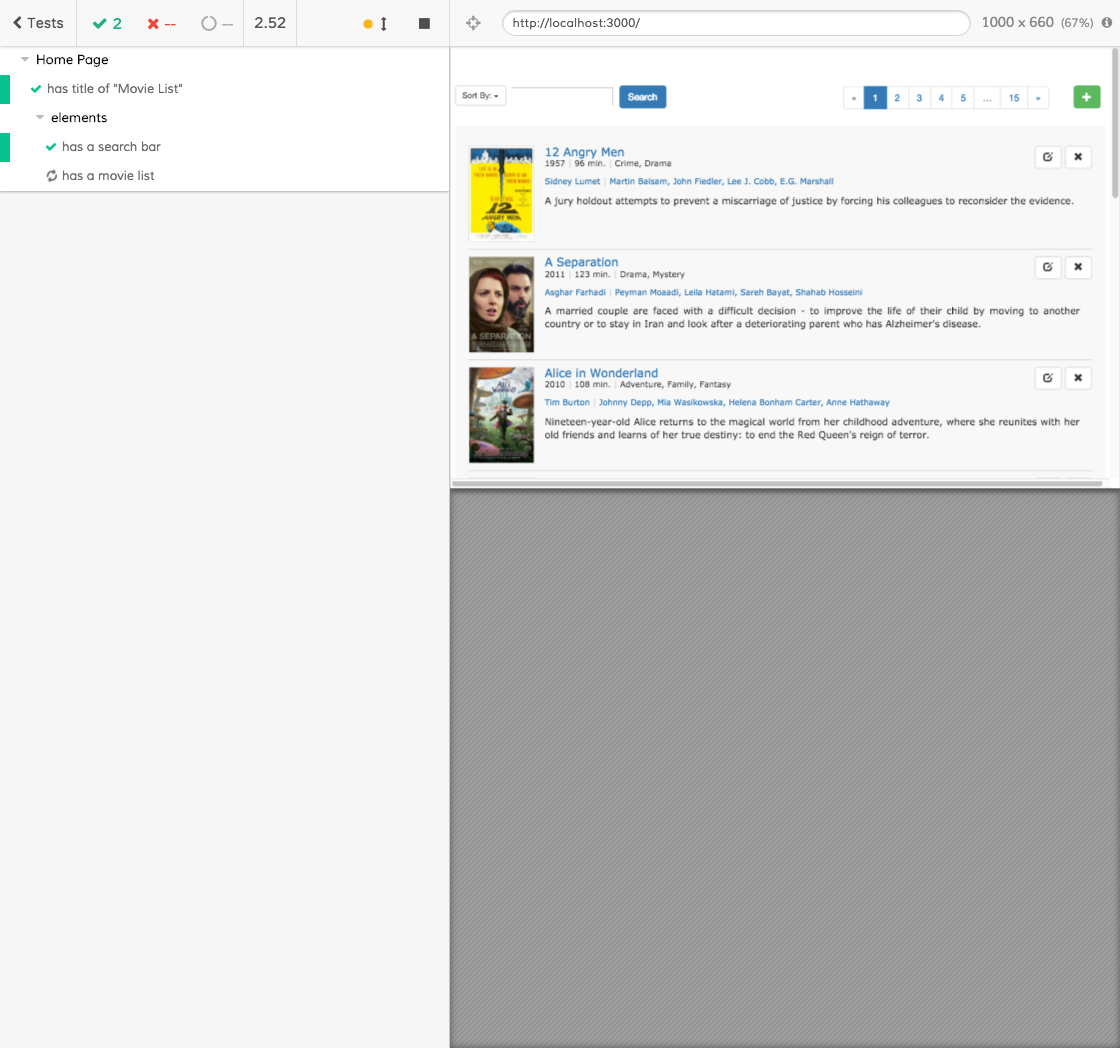 Tests 2 -- -- 2.52 http://localhost:3000/ 1000 x 660 (67%)
Home Page
has title of "Movie List"
elements
has a search bar
has a movie list
Sort By: Search « 1 2 3 4 5 ... 15 »
12 Angry Men
1957 | 96 min. | Crime, Drama
Sidney Lumet | Martin Balsam, John Fiedler, Lee J. Cobb, E.G. Marshall
A jury holdout attempts to prevent a miscarriage of justice by forcing his colleagues to reconsider the evidence.
12
ANGRY MEN
A Separation
2011 | 123 min. | Drama, Mystery
Asghar Farhadi | Peyman Moaadi, Leila Hatami, Sareh Bayat, Shahab Hosseini
A married couple are faced with a difficult decision - to improve the life of their child by moving to another
country or to stay in Iran and look after a deteriorating parent who has Alzheimer's disease.
A SEPARATION
Alice in Wonderland
2010 | 108 min. | Adventure, Family, Fantasy
Tim Burton | Johnny Depp, Mia Wasikowska, Helena Bonham Carter, Anne Hathaway
Nineteen-year-old Alice returns to the magical world from her childhood adventure, where she reunites with her
old friends and learns of her true destiny: to end the Red Queen's reign of terror.